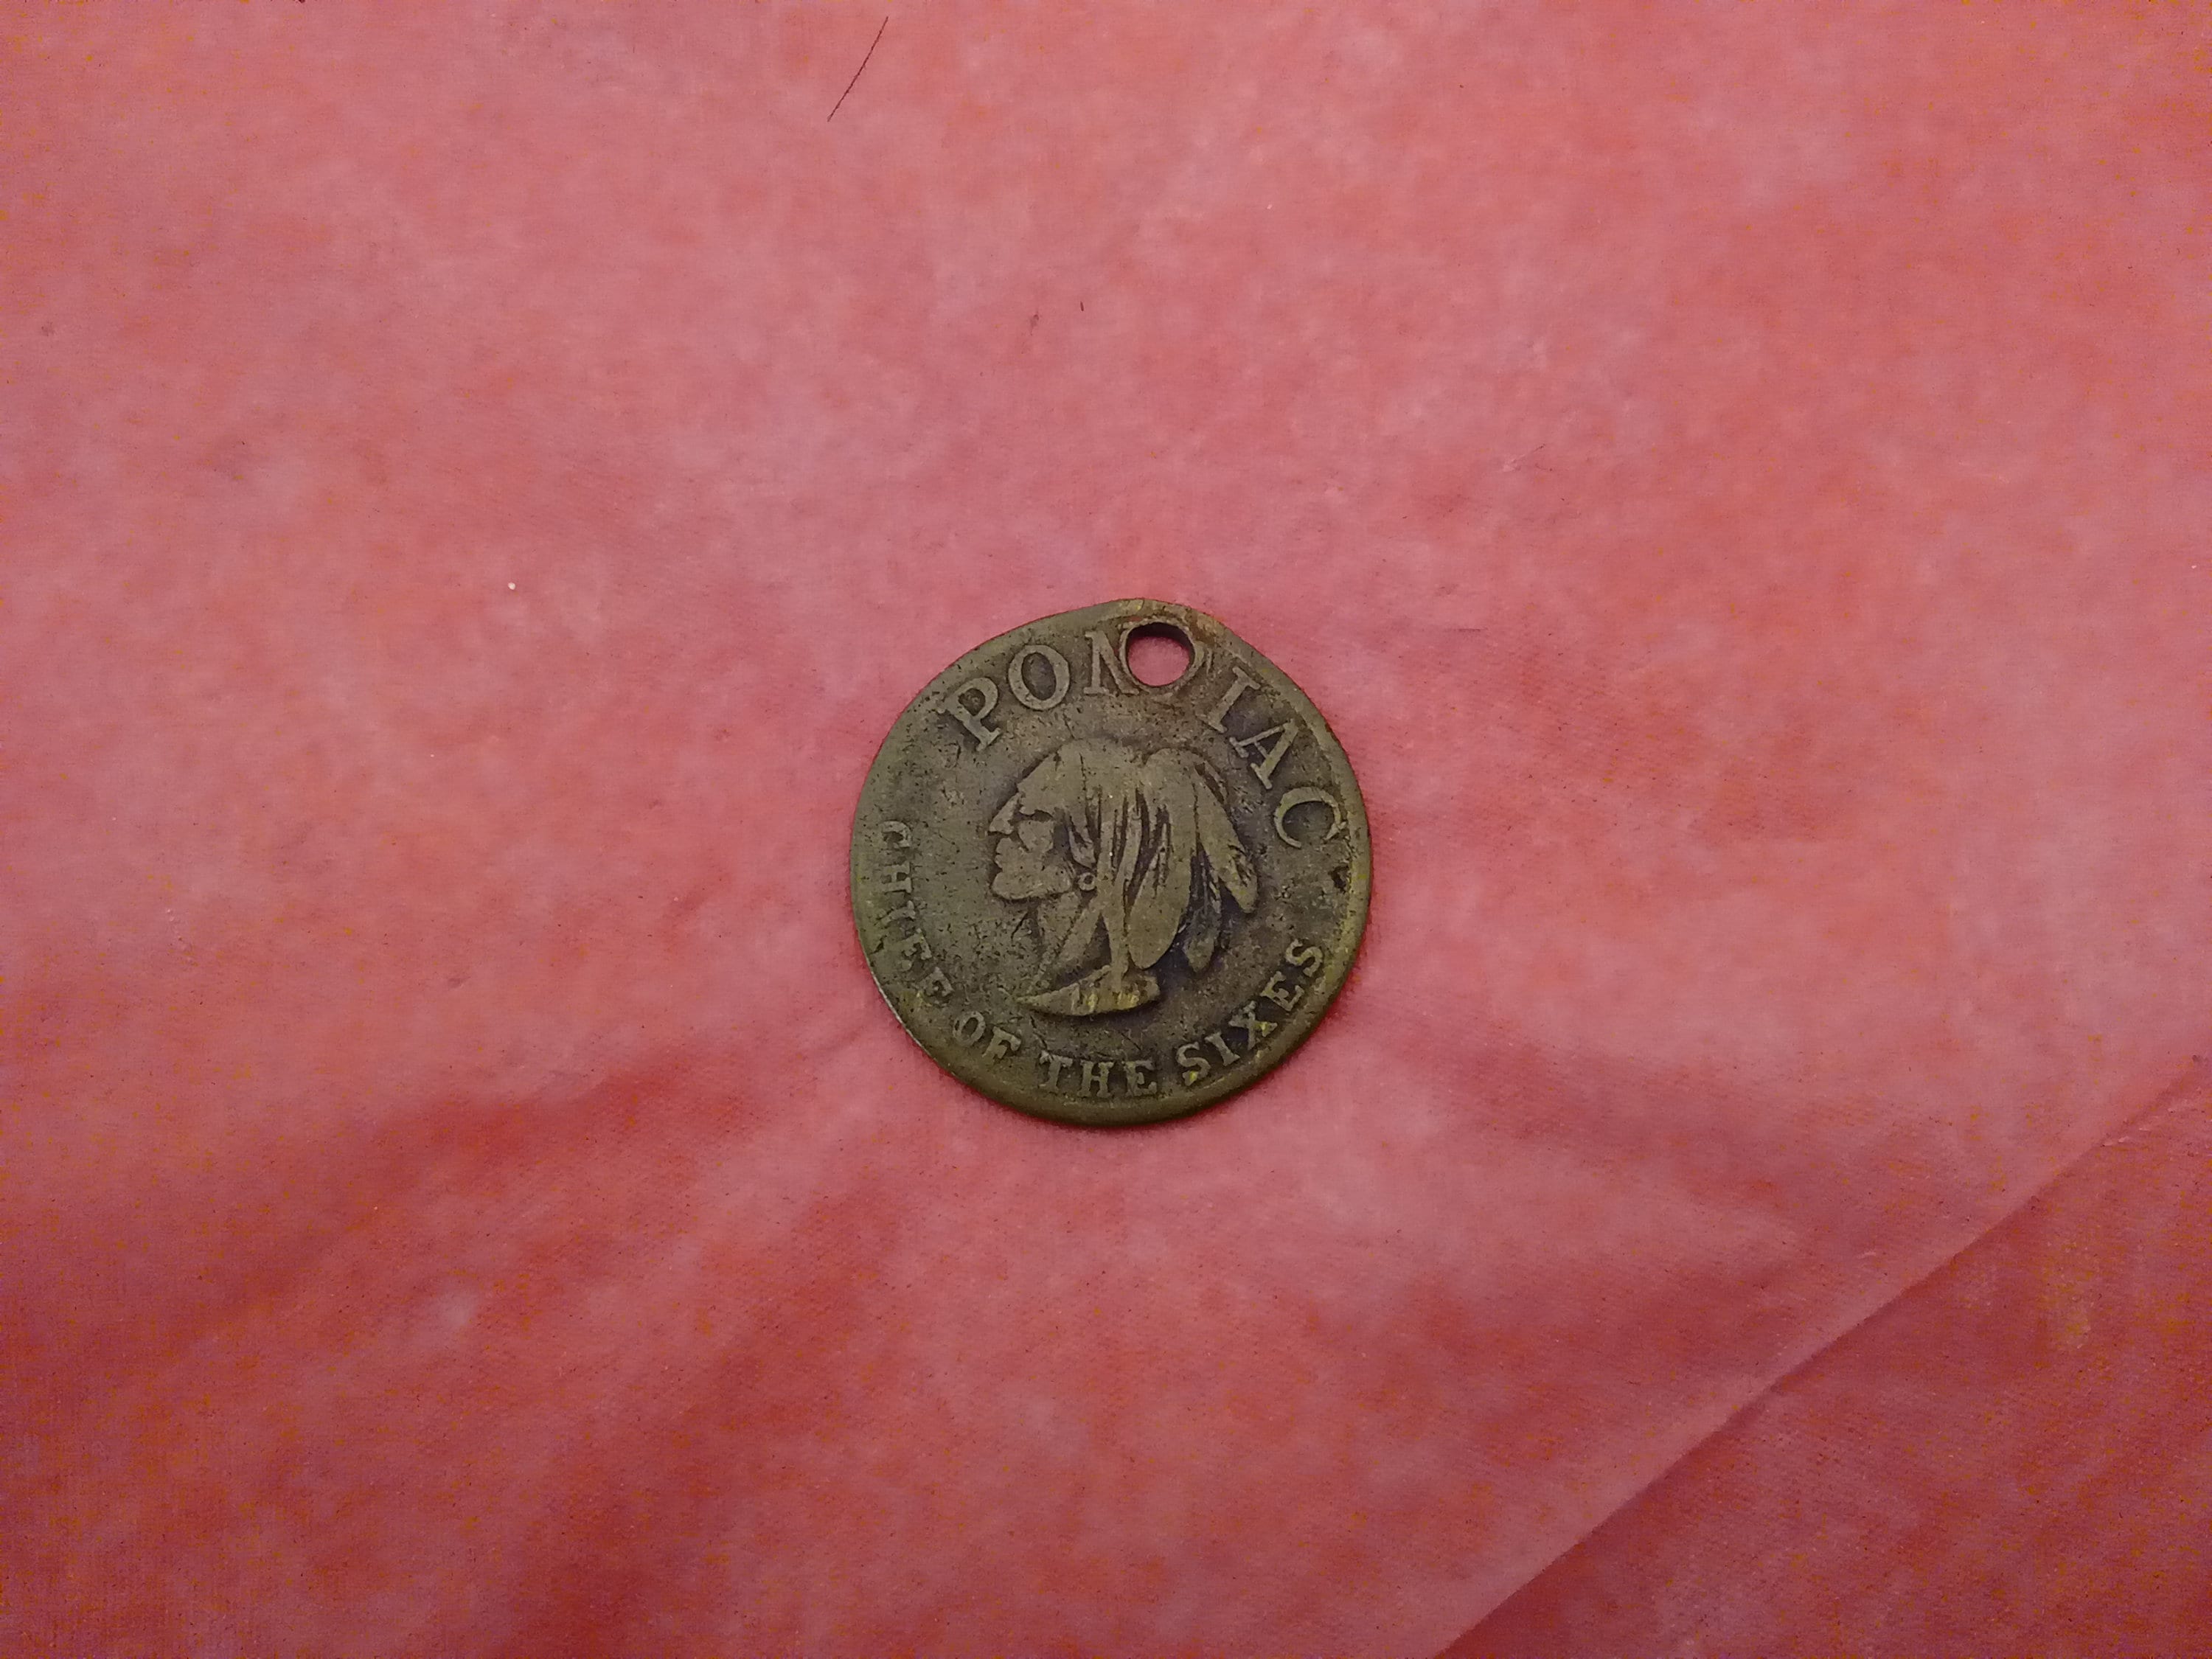 PONTIAC
CHIEF OF THE SIXES